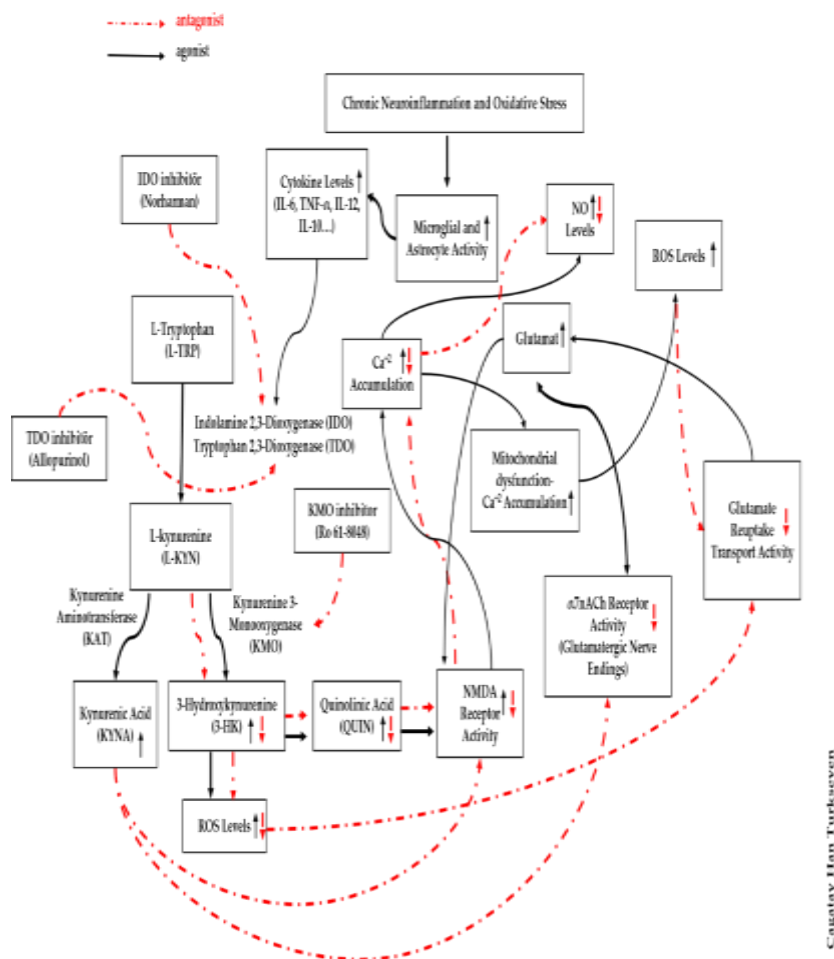 antagonist
agonist
Chronic Neuroinflammation and Oxidative Stress
IDO inhibitör
(Norharman)
Cytokine Levels
(IL-6, TNF-α, IL-12,
IL-10...)
Microglial and
Astrocyte Activity
NO
Levels
ROS Levels
L-Tryptophan
(L-TRP)
Ca+2
Accumulation
Glutamat
Indolamine 2,3-Dioxygenase (IDO)
Tryptophan 2,3-Dioxygenase (TDO)
TDO inhibitör
(Allopurinol)
Mitochondrial
dysfunction-
Ca+2 Accumulation
Glutamate
Reuptake
Transport Activity
L-kynurenine
(L-KYN)
KMO inhibitor
(Ro 61-8048)
Kynurenine
Aminotransferase
(KAT)
Kynurenine 3-
Monooxygenase
(KMO)
α7nACh Receptor
Activity
(Glutamatergic Nerve
Endings)
Kynurenic Acid
(KYNA)
3-Hydroxykynurenine
(3-HK)
Quinolinic Acid
(QUIN)
NMDA
Receptor
Activity
ROS Levels
Cagatay Han Turkseven